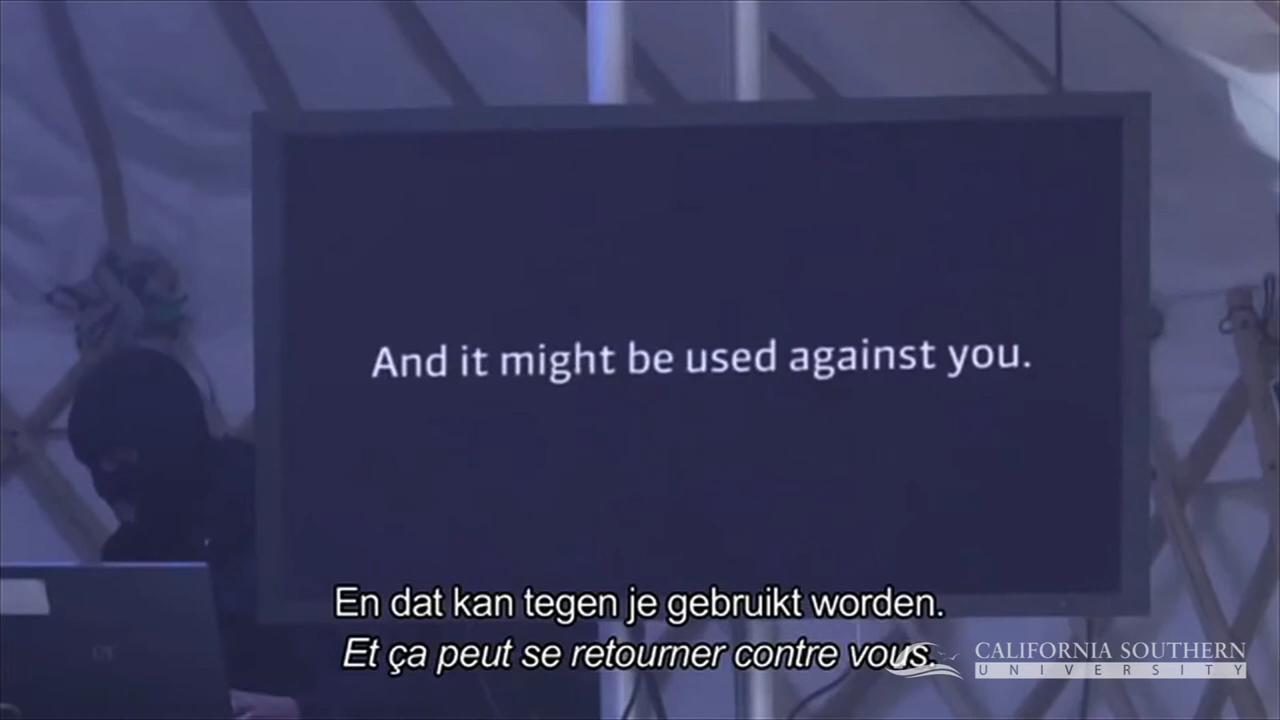 And it might be used against you.
En dat kan tegen je gebruikt worden.
Et ça peut se retourner contre vous.
CALIFORNIA SOUTHERN
UNIVERSITY